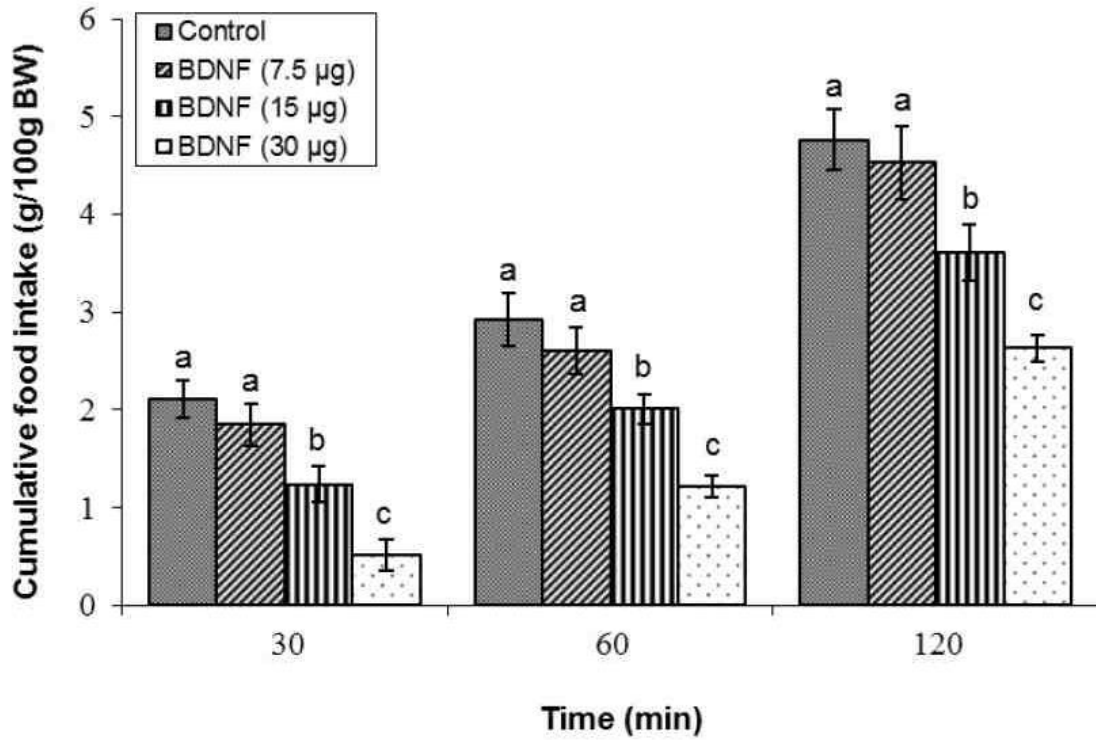 Cumulative food intake (g/100g BW)
6
5
4
3
2
1
0
Control
BDNF (7.5 µg)
BDNF (15 µg)
BDNF (30 µg)
a a b c
a a b c
a a b c
30 60 120
Time (min)